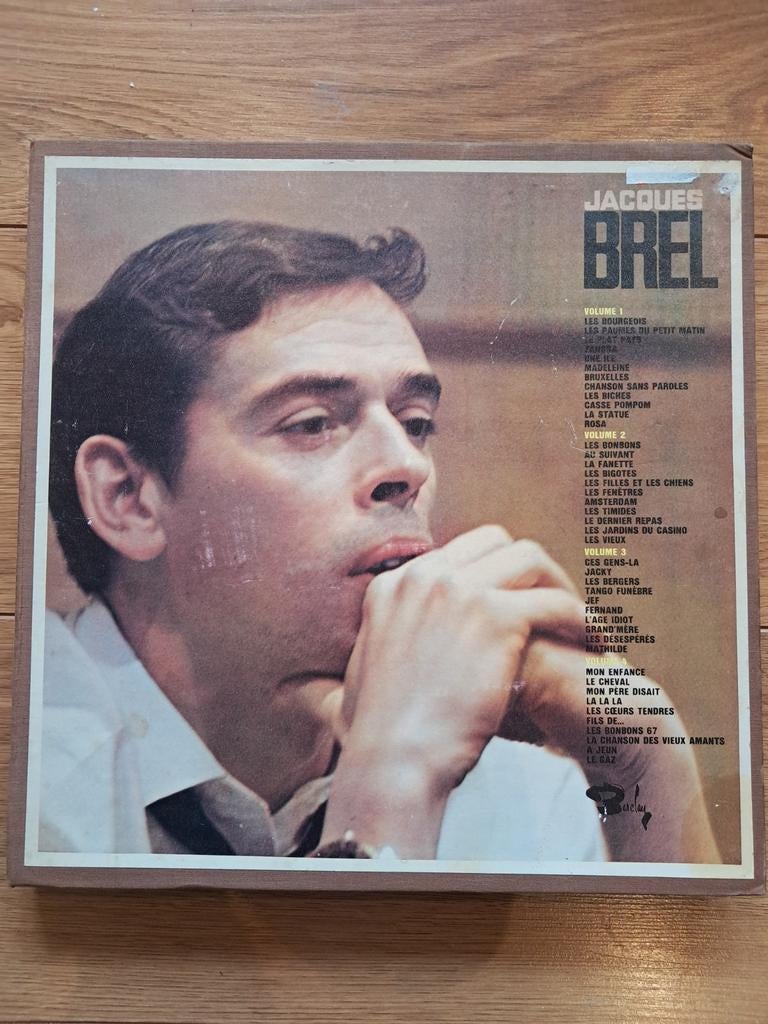 JACQUES
BREL
VOLUME 1
LES BOURGEOIS
LES PAUMES DU PETIT MATIN
LE PLAT PAYS
ZANGRA
UNE ILE
MADELEINE
BRUXELLES
CHANSON SANS PAROLES
LES BICHES
CASSE POMPOM
LA STATUE
ROSA
VOLUME 2
LES BONBONS
AU SUIVANT
LA FANETTE
LES BIGOTES
LES FILLES ET LES CHIENS
LES FENÊTRES
AMSTERDAM
LES TIMIDES
LE DERNIER REPAS
LES JARDINS DU CASINO
LES VIEUX
VOLUME 3
CES GENS-LA
JACKY
LES BERGERS
TANGO FUNÈBRE
JEF
FERNAND
L'AGE IDIOT
GRAND'MÈRE
LES DÉSESPÉRÉS
MATHILDE
VOLUME 4
MON ENFANCE
LE CHEVAL
MON PÈRE DISAIT
LA LA LA
LES CŒURS TENDRES
FILS DE...
LES BONBONS 67
LA CHANSON DES VIEUX AMANTS
A JEUN
LE GAZ
Barclay